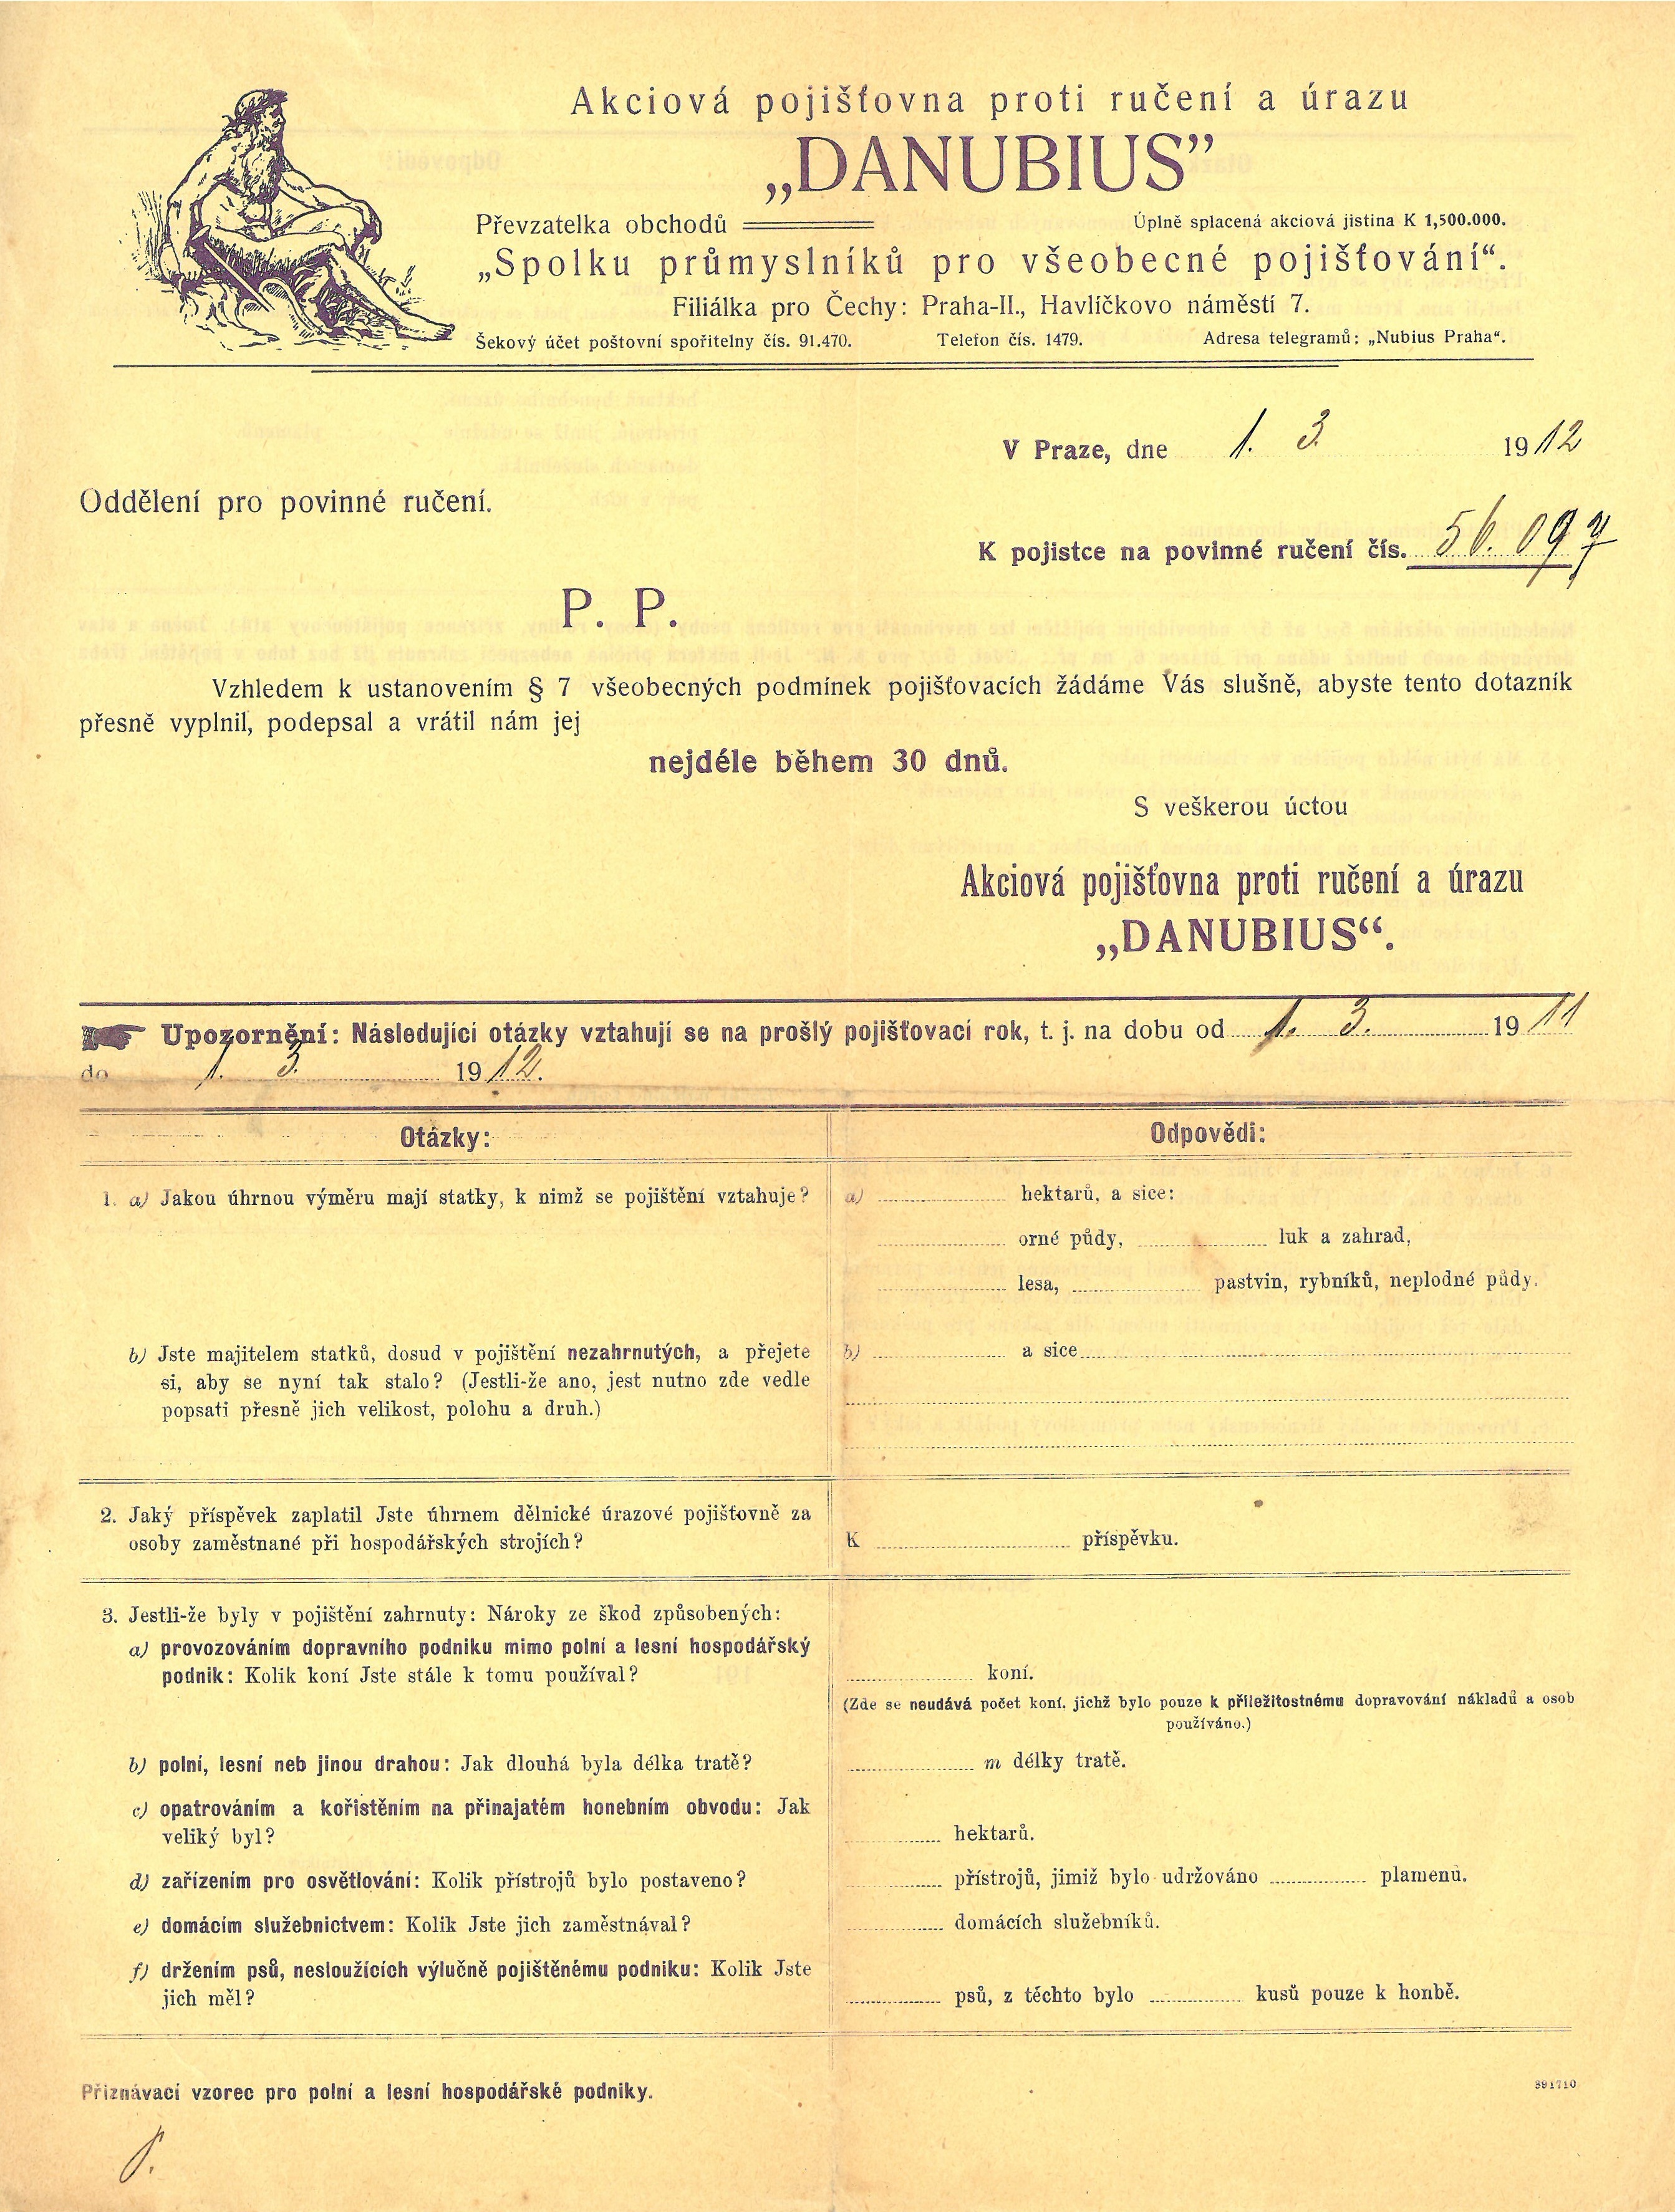 Akciová pojišťovna proti ručení a úrazu
„DANUBIUS”
Převzatelka obchodů Úplně splacená akciová jistina K 1,500.000.
„Spolku průmyslníků pro všeobecné pojišťování“.
Filiálka pro Čechy: Praha-II., Havlíčkovo náměstí 7.
Šekový účet poštovní spořitelny čís. 91.470. Telefon čís. 1479. Adresa telegramů: „Nubius Praha“.
V Praze, dne 1. 3. 1912
Oddělení pro povinné ručení.
K pojistce na povinné ručení čís. 56.097
P. P.
Vzhledem k ustanovením § 7 všeobecných podmínek pojišťovacích žádáme Vás slušně, abyste tento dotazník
přesně vyplnil, podepsal a vrátil nám jej
nejdéle během 30 dnů.
S veškerou úctou
Akciová pojišťovna proti ručení a úrazu
„DANUBIUS“.
Upozornění: Následující otázky vztahují se na prošlý pojišťovací rok, t. j. na dobu od 1. 3. 1911
do 1. 3. 1912.
Otázky: Odpovědi:
1. a) Jakou úhrnou výměru mají statky, k nimž se pojištění vztahuje?
a) hektarů, a sice:
orné půdy, luk a zahrad,
lesa, pastvin, rybníků, neplodné půdy.
b) Jste majitelem statků, dosud v pojištění nezahrnutých, a přejete
si, aby se nyní tak stalo? (Jestli-že ano, jest nutno zde vedle
popsati přesně jich velikost, polohu a druh.)
b) a sice
2. Jaký příspěvek zaplatil Jste úhrnem dělnické úrazové pojišťovně za
osoby zaměstnané při hospodářských strojích?
K příspěvku.
3. Jestli-že byly v pojištění zahrnuty: Nároky ze škod způsobených:
a) provozováním dopravního podniku mimo polní a lesní hospodářský
podnik: Kolik koní Jste stále k tomu používal?
koní.
(Zde se neudává počet koní, jichž bylo pouze k příležitostnému dopravování nákladů a osob
používáno.)
b) polní, lesní neb jinou drahou: Jak dlouhá byla délka tratě?
m délky tratě.
c) opatrováním a kořistěním na přinajatém honebním obvodu: Jak
veliký byl?
hektarů.
d) zařízením pro osvětlování: Kolik přístrojů bylo postaveno?
přístrojů, jimiž bylo udržováno plamenů.
e) domácím služebnictvem: Kolik Jste jich zaměstnával?
domácích služebníků.
f) držením psů, nesloužících výlučně pojištěnému podniku: Kolik Jste
jich měl?
psů, z těchto bylo kusů pouze k honbě.
Přiznávací vzorec pro polní a lesní hospodářské podniky.
391710